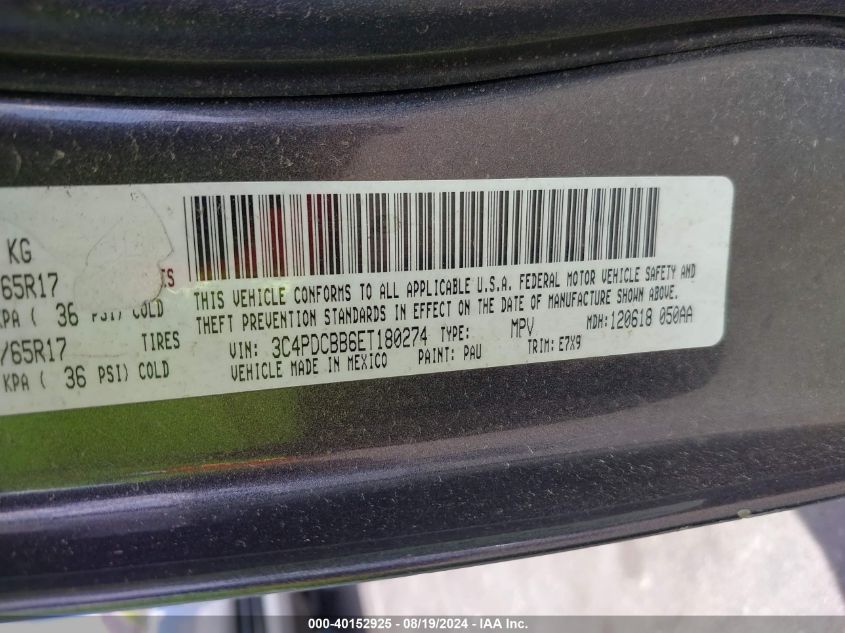 KG
65R17 TS
KPA ( 36 PSI) COLD
/65R17 TIRES
KPA ( 36 PSI) COLD
THIS VEHICLE CONFORMS TO ALL APPLICABLE U.S.A. FEDERAL MOTOR VEHICLE SAFETY AND
THEFT PREVENTION STANDARDS IN EFFECT ON THE DATE OF MANUFACTURE SHOWN ABOVE.
VIN: 3C4PDCBB6ET180274 TYPE: MPV MDH:120618 050AA
VEHICLE MADE IN MEXICO PAINT: PAU TRIM: E7X9
000-40152925 - 08/19/2024 - IAA Inc.